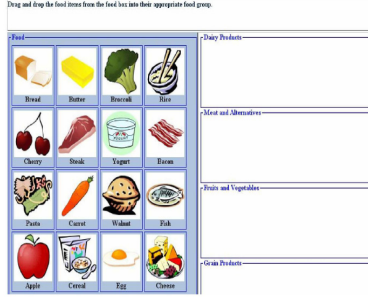 Drag and drop the food items from the food box into their appropriate food group.
Food
Bread Butter Broccoli Rice
Cherry Steak Yogurt Bacon
Pasta Carrot Walnut Fish
Apple Cereal Egg Cheese
Dairy Products
Meat and Alternatives
Fruits and Vegetables
Grain Products